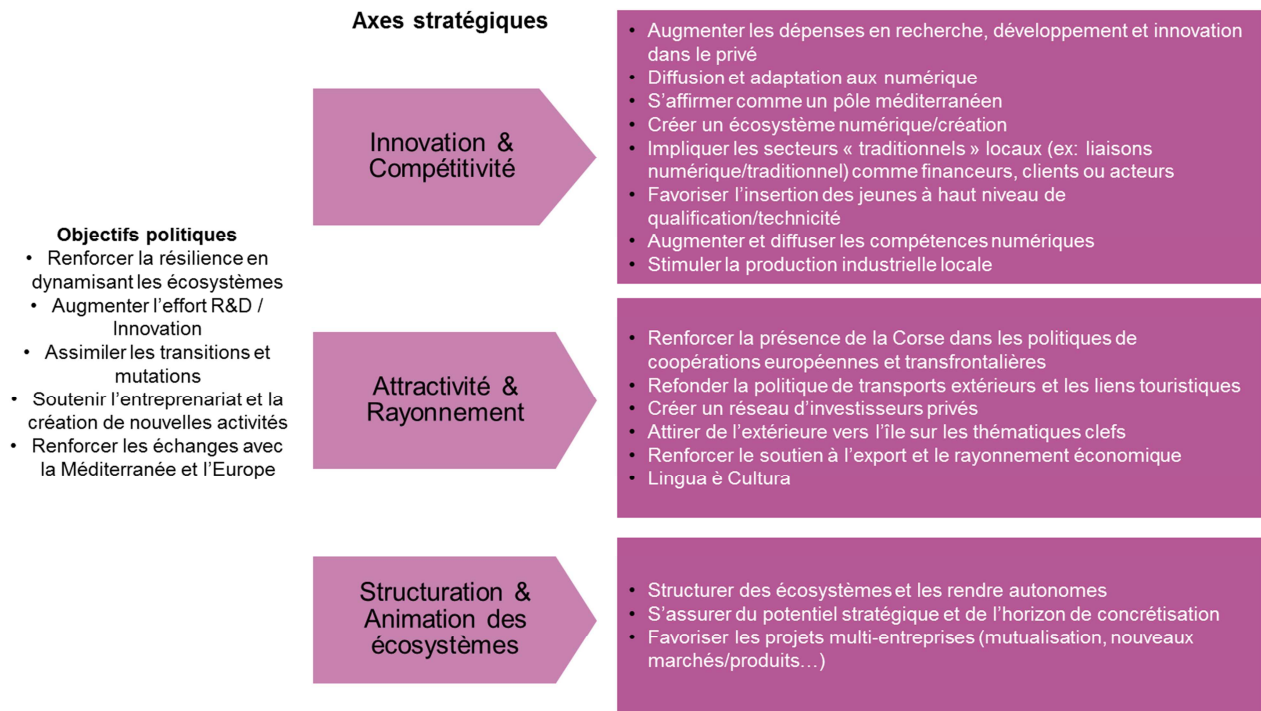 Axes stratégiques
Objectifs politiques
• Renforcer la résilience en
dynamisant les écosystèmes
• Augmenter l’effort R&D /
Innovation
• Assimiler les transitions et
mutations
• Soutenir l’entreprenariat et la
création de nouvelles activités
• Renforcer les échanges avec
la Méditerranée et l’Europe
Innovation &
Compétitivité
• Augmenter les dépenses en recherche, développement et innovation
dans le privé
• Diffusion et adaptation aux numérique
• S’affirmer comme un pôle méditerranéen
• Créer un écosystème numérique/création
• Impliquer les secteurs « traditionnels » locaux (ex: liaisons
numérique/traditionnel) comme financeurs, clients ou acteurs
• Favoriser l’insertion des jeunes à haut niveau de
qualification/technicité
• Augmenter et diffuser les compétences numériques
• Stimuler la production industrielle locale
Attractivité &
Rayonnement
• Renforcer la présence de la Corse dans les politiques de
coopérations européennes et transfrontalières
• Refonder la politique de transports extérieurs et les liens touristiques
• Créer un réseau d’investisseurs privés
• Attirer de l’extérieure vers l’île sur les thématiques clefs
• Renforcer le soutien à l’export et le rayonnement économique
• Lingua è Cultura
Structuration &
Animation des
écosystèmes
• Structurer des écosystèmes et les rendre autonomes
• S’assurer du potentiel stratégique et de l’horizon de concrétisation
• Favoriser les projets multi-entreprises (mutualisation, nouveaux
marchés/produits…)